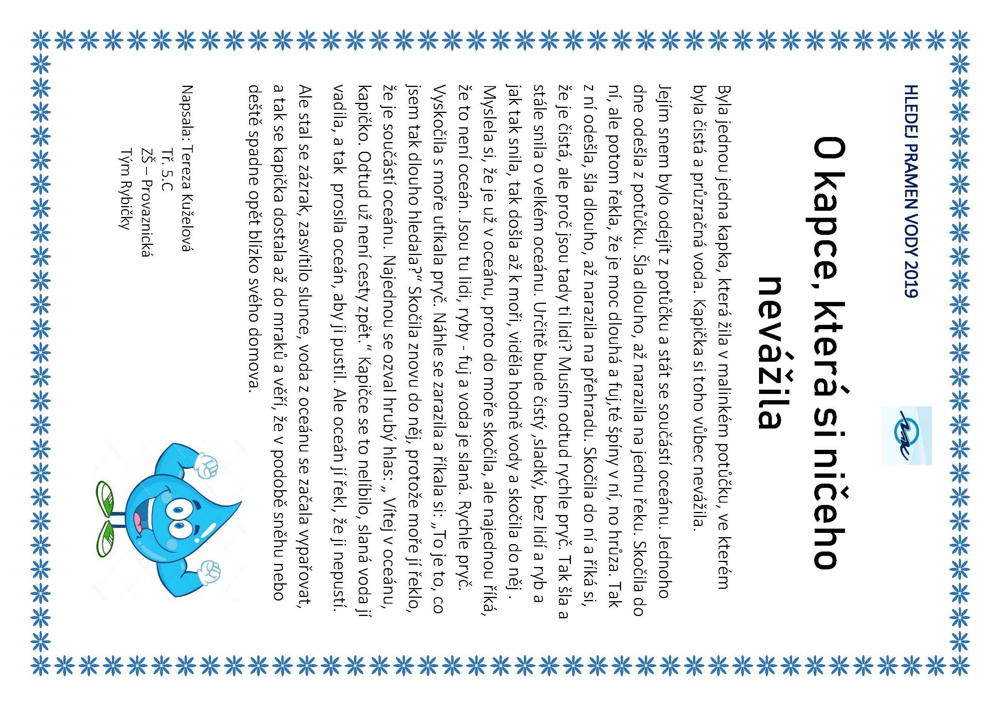 HLEDEJ PRAMEN VODY 2019
O kapce, která si ničeho
nevážila
Byla jednou jedna kapka, která žila v malinkém potůčku, ve kterém
byla čistá a průzračná voda. Kapička si toho vůbec nevážila.
Jejím snem bylo odejít z potůčku a stát se součástí oceánu. Jednoho
dne odešla z potůčku. Šla dlouho, až narazila na jednu řeku. Skočila do
ní, ale potom řekla, že je moc dlouhá a fuj,té špíny v ní, no hrůza. Tak
z ní odešla, šla dlouho, až narazila na přehradu. Skočila do ní a říká si,
že je čistá, ale proč jsou tady ti lidi? Musím odtud rychle pryč. Tak šla a
stále snila o velkém oceánu. Určitě bude čistý ,sladký, bez lidí a ryb a
jak tak snila, tak došla až k moři, viděla hodně vody a skočila do něj .
Myslela si, že je už v oceánu, proto do moře skočila, ale najednou říká,
že to není oceán. Jsou tu lidi, ryby - fuj a voda je slaná. Rychle pryč.
Vyskočila s moře utíkala pryč. Náhle se zarazila a říkala si: „To je to, co
jsem tak dlouho hledala?“ Skočila znovu do něj, protože moře jí řeklo,
že je součástí oceánu. Najednou se ozval hrubý hlas: „ Vítej v oceánu,
kapičko. Odtud už není cesty zpět.“ Kapičce se to nelíbilo, slaná voda jí
vadila, a tak  prosila oceán, aby ji pustil. Ale oceán jí řekl, že ji nepustí.
Ale stal se zázrak, zasvítilo slunce, voda z oceánu se začala vypařovat,
a tak se kapička dostala až do mraků a věří, že v podobě sněhu nebo
deště spadne opět blízko svého domova.
Napsala: Tereza Kuželová
Tř. 5.C
ZŠ – Provaznická
Tým Rybičky